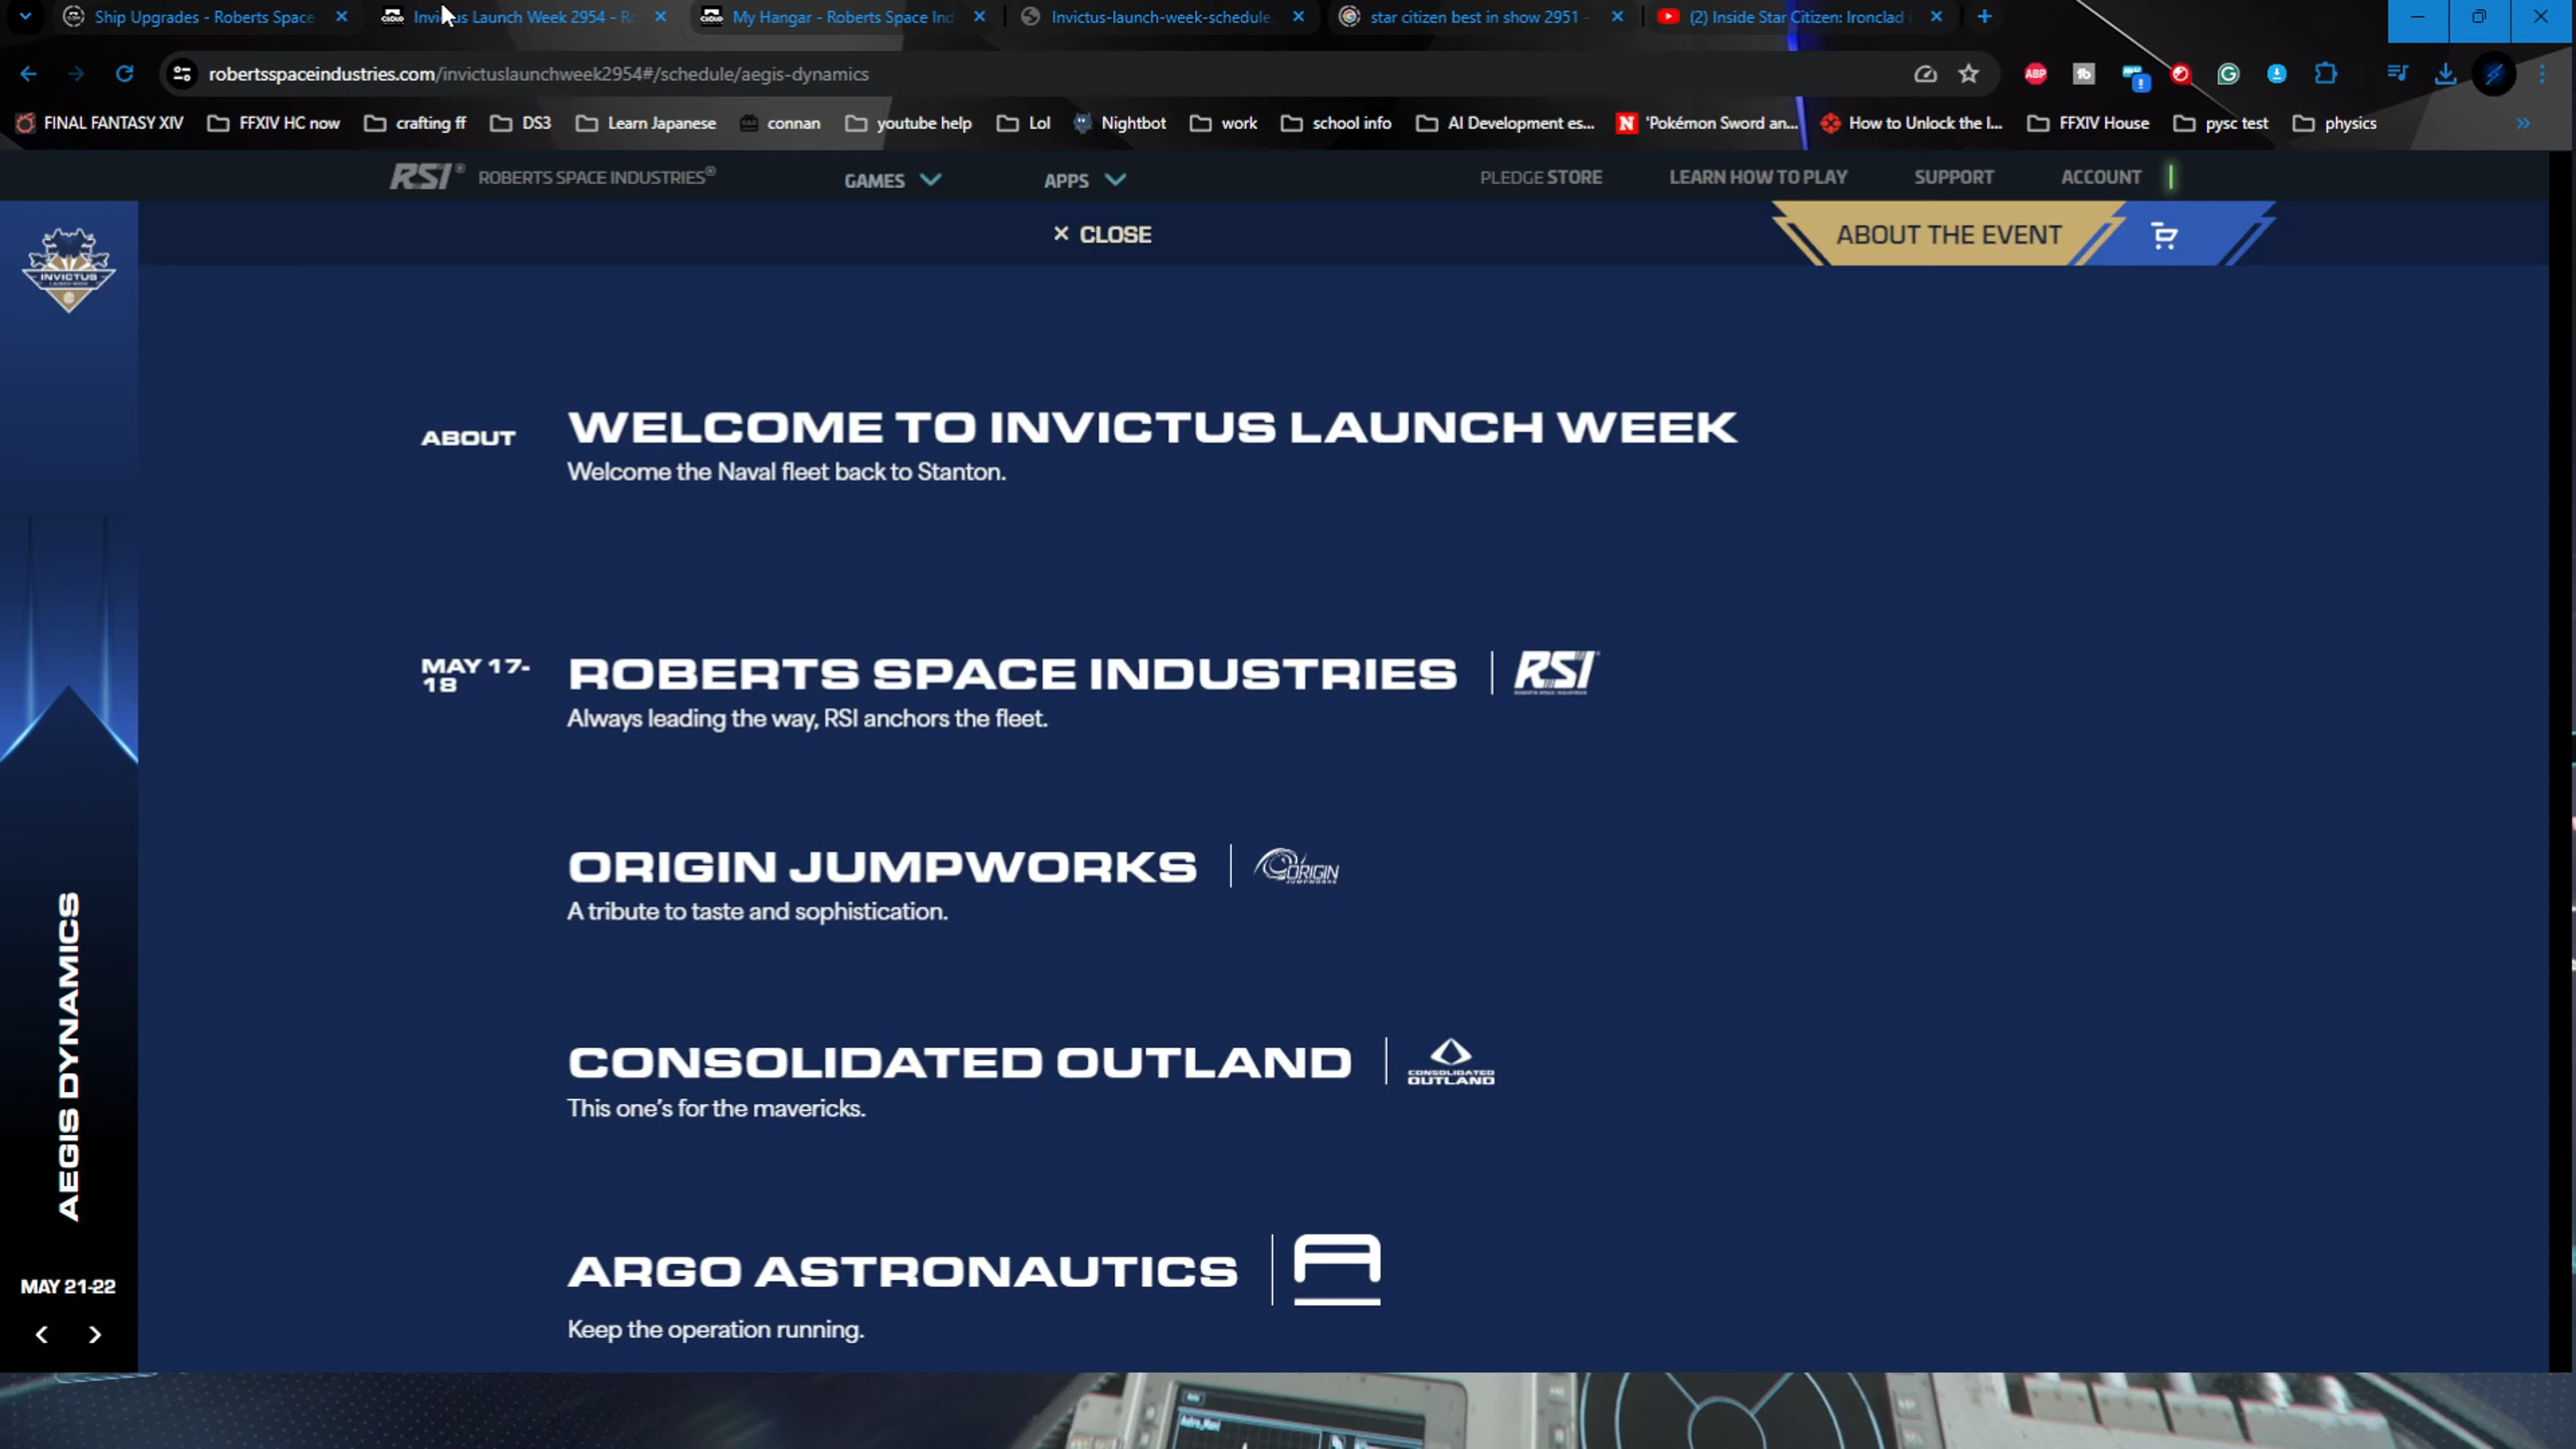 Ship Upgrades - Roberts Space
Invictus Launch Week 2954 - Ro
My Hangar - Roberts Space Ind
Invictus-launch-week-schedule
star citizen best in show 2951 -
(2) Inside Star Citizen: Ironclad
robertsspaceindustries.com/invictuslaunchweek2954#/schedule/aegis-dynamics
ABP
FINAL FANTASY XIV
FFXIV HC now
crafting ff
DS3
Learn Japanese
connan
youtube help
Lol
Nightbot
work
school info
AI Development es...
'Pokémon Sword an...
How to Unlock the I...
FFXIV House
pysc test
physics
RSI® ROBERTS SPACE INDUSTRIES®
GAMES
APPS
PLEDGE STORE
LEARN HOW TO PLAY
SUPPORT
ACCOUNT
× CLOSE
ABOUT THE EVENT
INVICTUS
LAUNCH WEEK
ABOUT
WELCOME TO INVICTUS LAUNCH WEEK
Welcome the Naval fleet back to Stanton.
MAY 17-
18
ROBERTS SPACE INDUSTRIES
RSI
Always leading the way, RSI anchors the fleet.
ORIGIN JUMPWORKS
ORIGIN
JUMPWORKS
A tribute to taste and sophistication.
CONSOLIDATED OUTLAND
CONSOLIDATED
OUTLAND
This one's for the mavericks.
ARGO ASTRONAUTICS
Keep the operation running.
AEGIS DYNAMICS
MAY 21-22